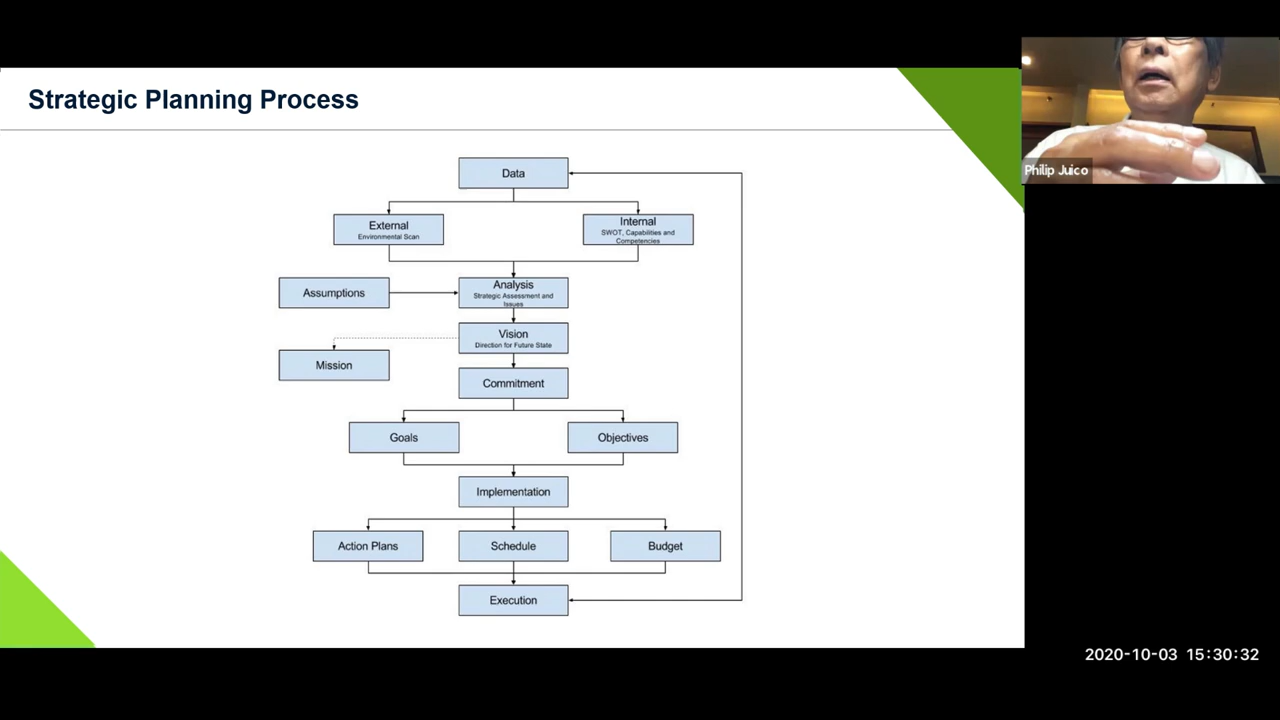 Strategic Planning Process
Philip Juico
Data
External
Environmental Scan
Internal
SWOT, Capabilities and
Competencies
Assumptions
Analysis
Strategic Assessment and
Issues
Vision
Direction for Future State
Mission
Commitment
Goals
Objectives
Implementation
Action Plans
Schedule
Budget
Execution
2020-10-03 15:30:32